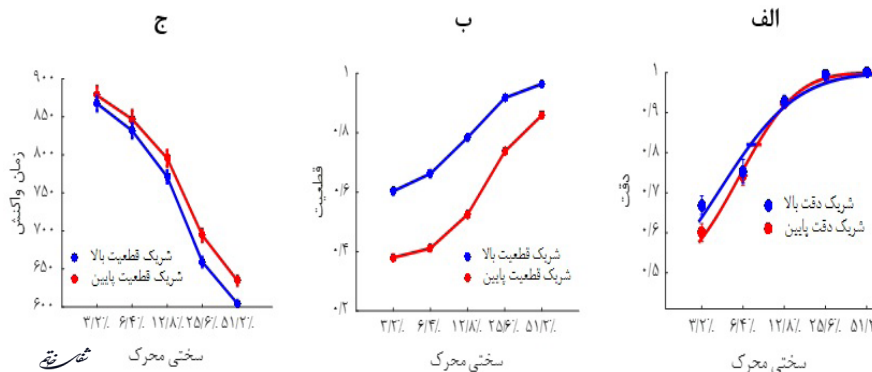 الف
دقت
۱
۰/۹
۰/۸
۰/۷
۰/۶
۰/۵
شریک دقت بالا
شریک دقت پایین
۳/۲٪ ۶/۴٪ ۱۲/۸٪ ۲۵/۶٪ ۵۱/۲٪
سختی محرک
ب
قطعیت
۱
۰/۸
۰/۶
۰/۴
۰/۲
شریک قطعیت بالا
شریک قطعیت پایین
۳/۲٪ ۶/۴٪ ۱۲/۸٪ ۲۵/۶٪ ۵۱/۲٪
سختی محرک
ج
زمان واکنش
۹۰۰
۸۵۰
۸۰۰
۷۵۰
۷۰۰
۶۵۰
۶۰۰
شریک قطعیت بالا
شریک قطعیت پایین
۳/۲٪ ۶/۴٪ ۱۲/۸٪ ۲۵/۶٪ ۵۱/۲٪
سختی محرک